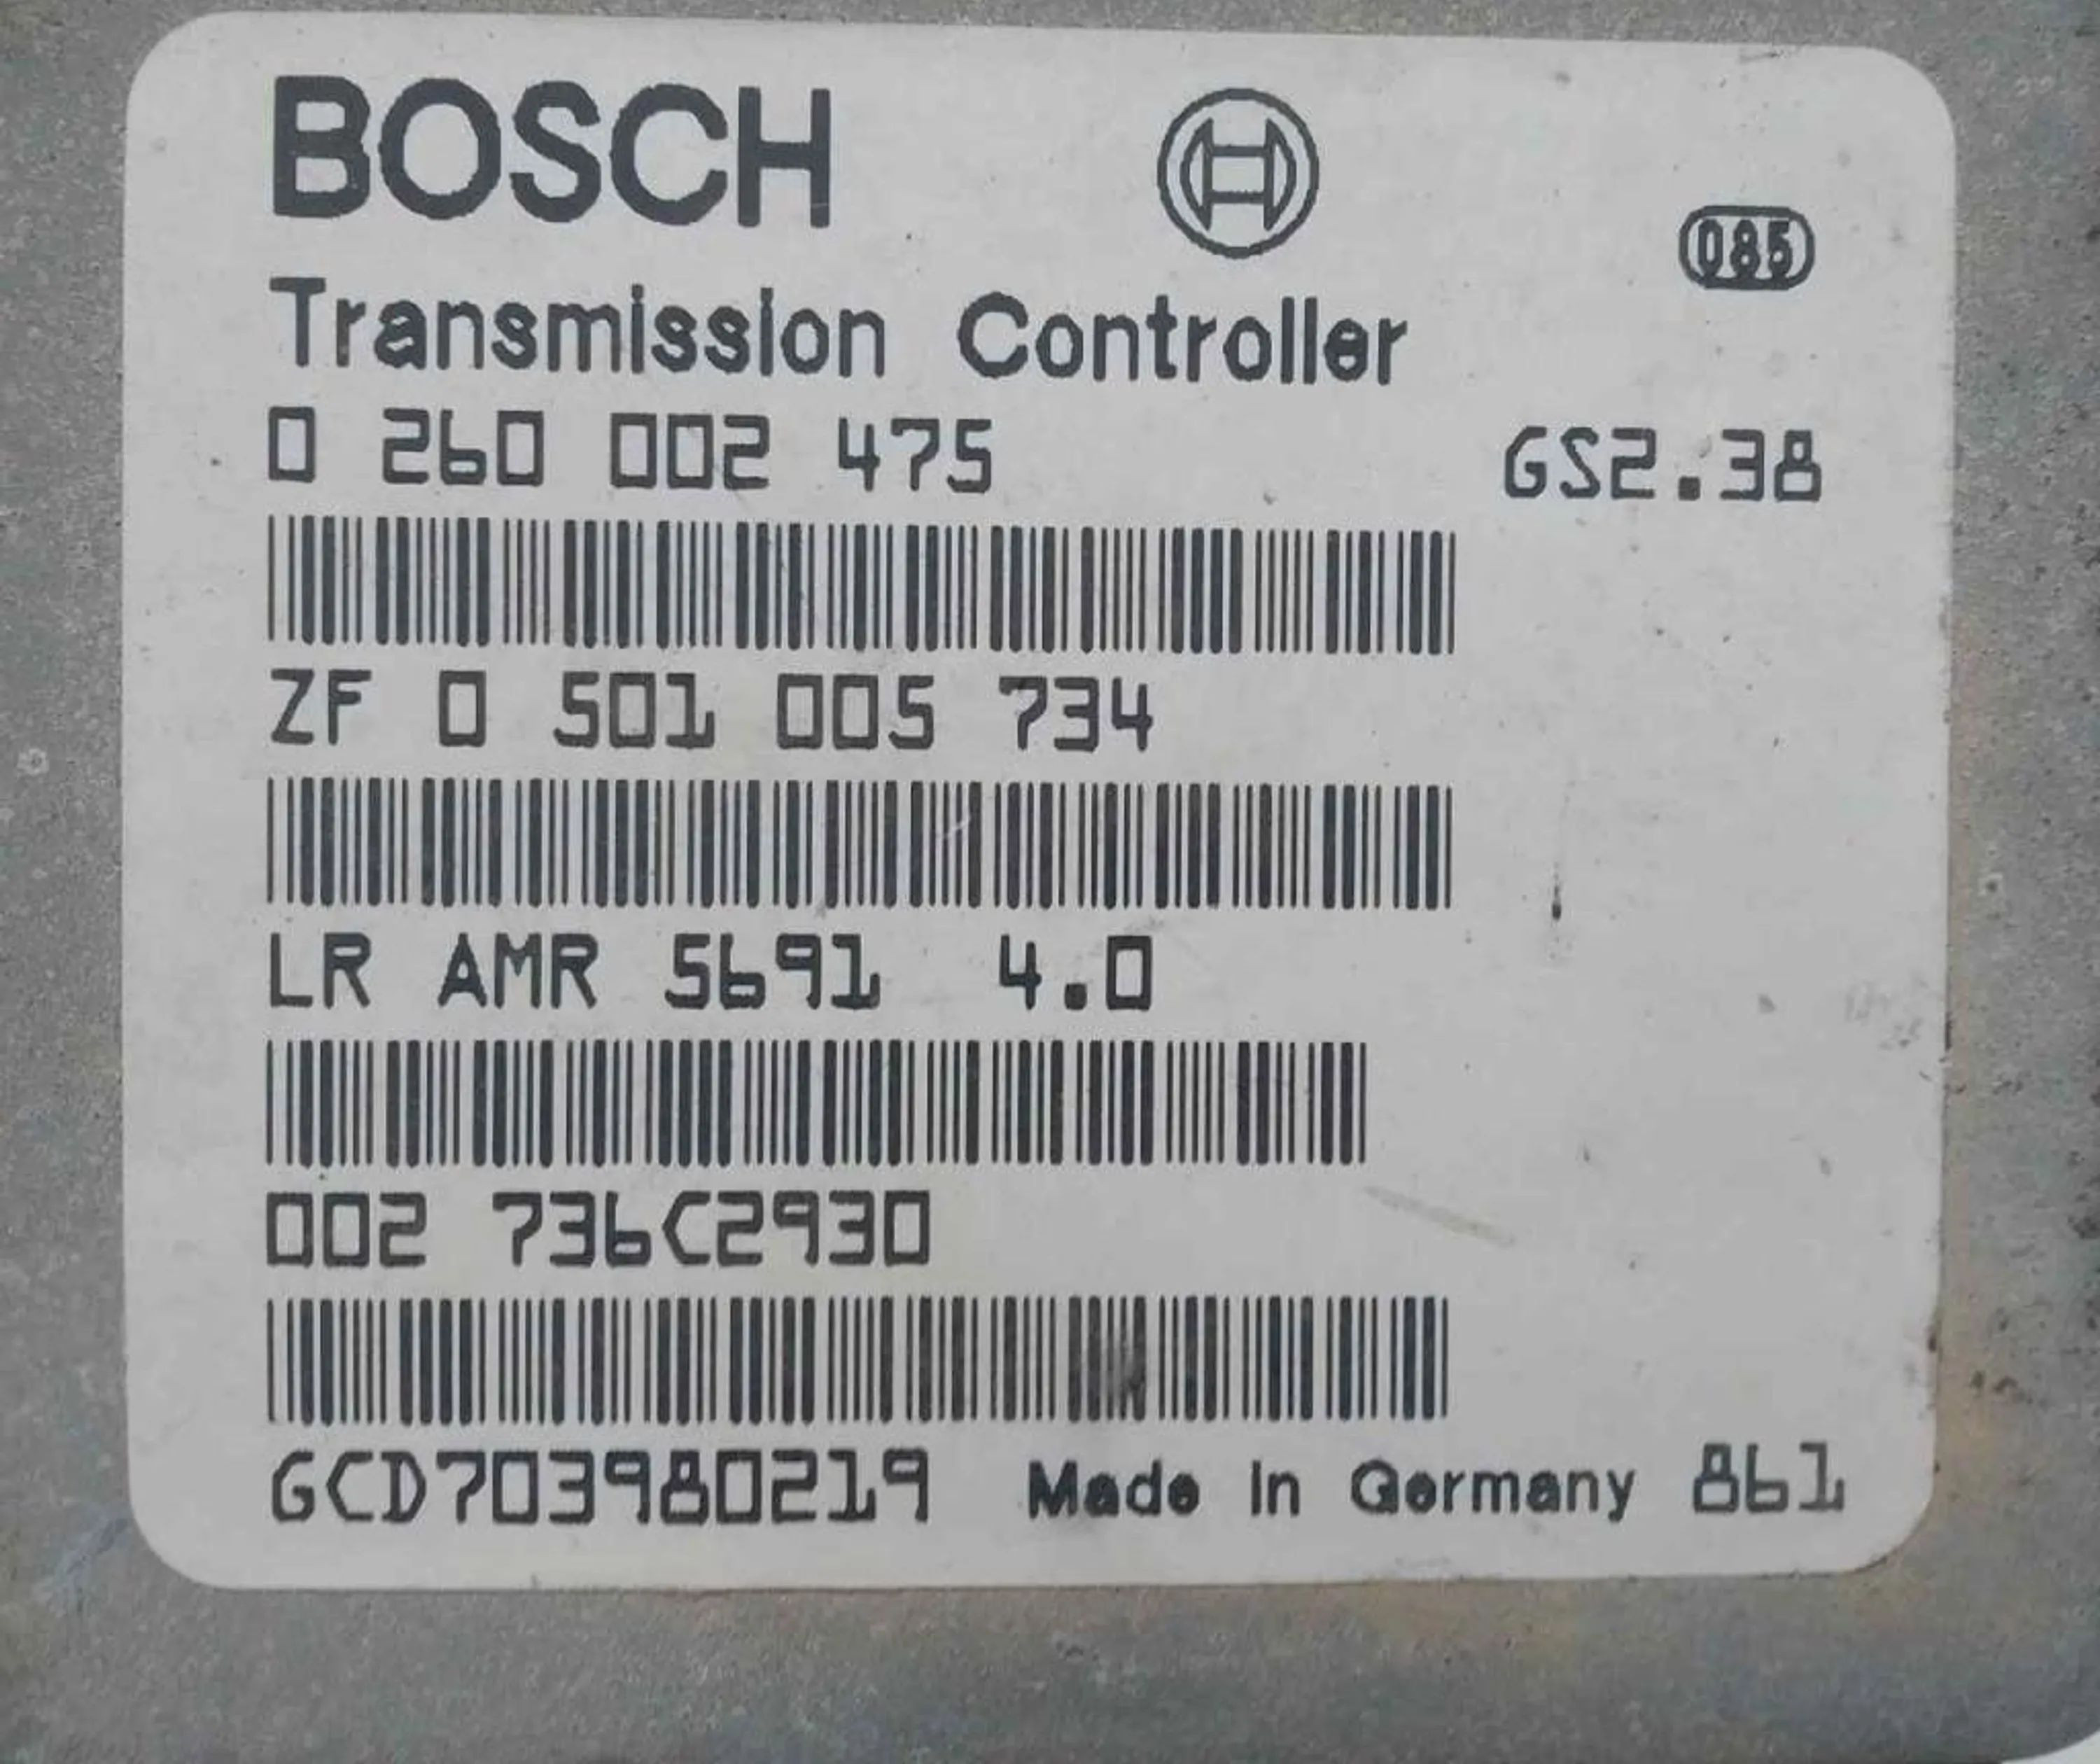 BOSCH
085
Transmission Controller
0 260 002 475 GS2.38
ZF 0 501 005 734
LR AMR 5691 4.0
002 736C2930
GCD703980219 Made in Germany 861